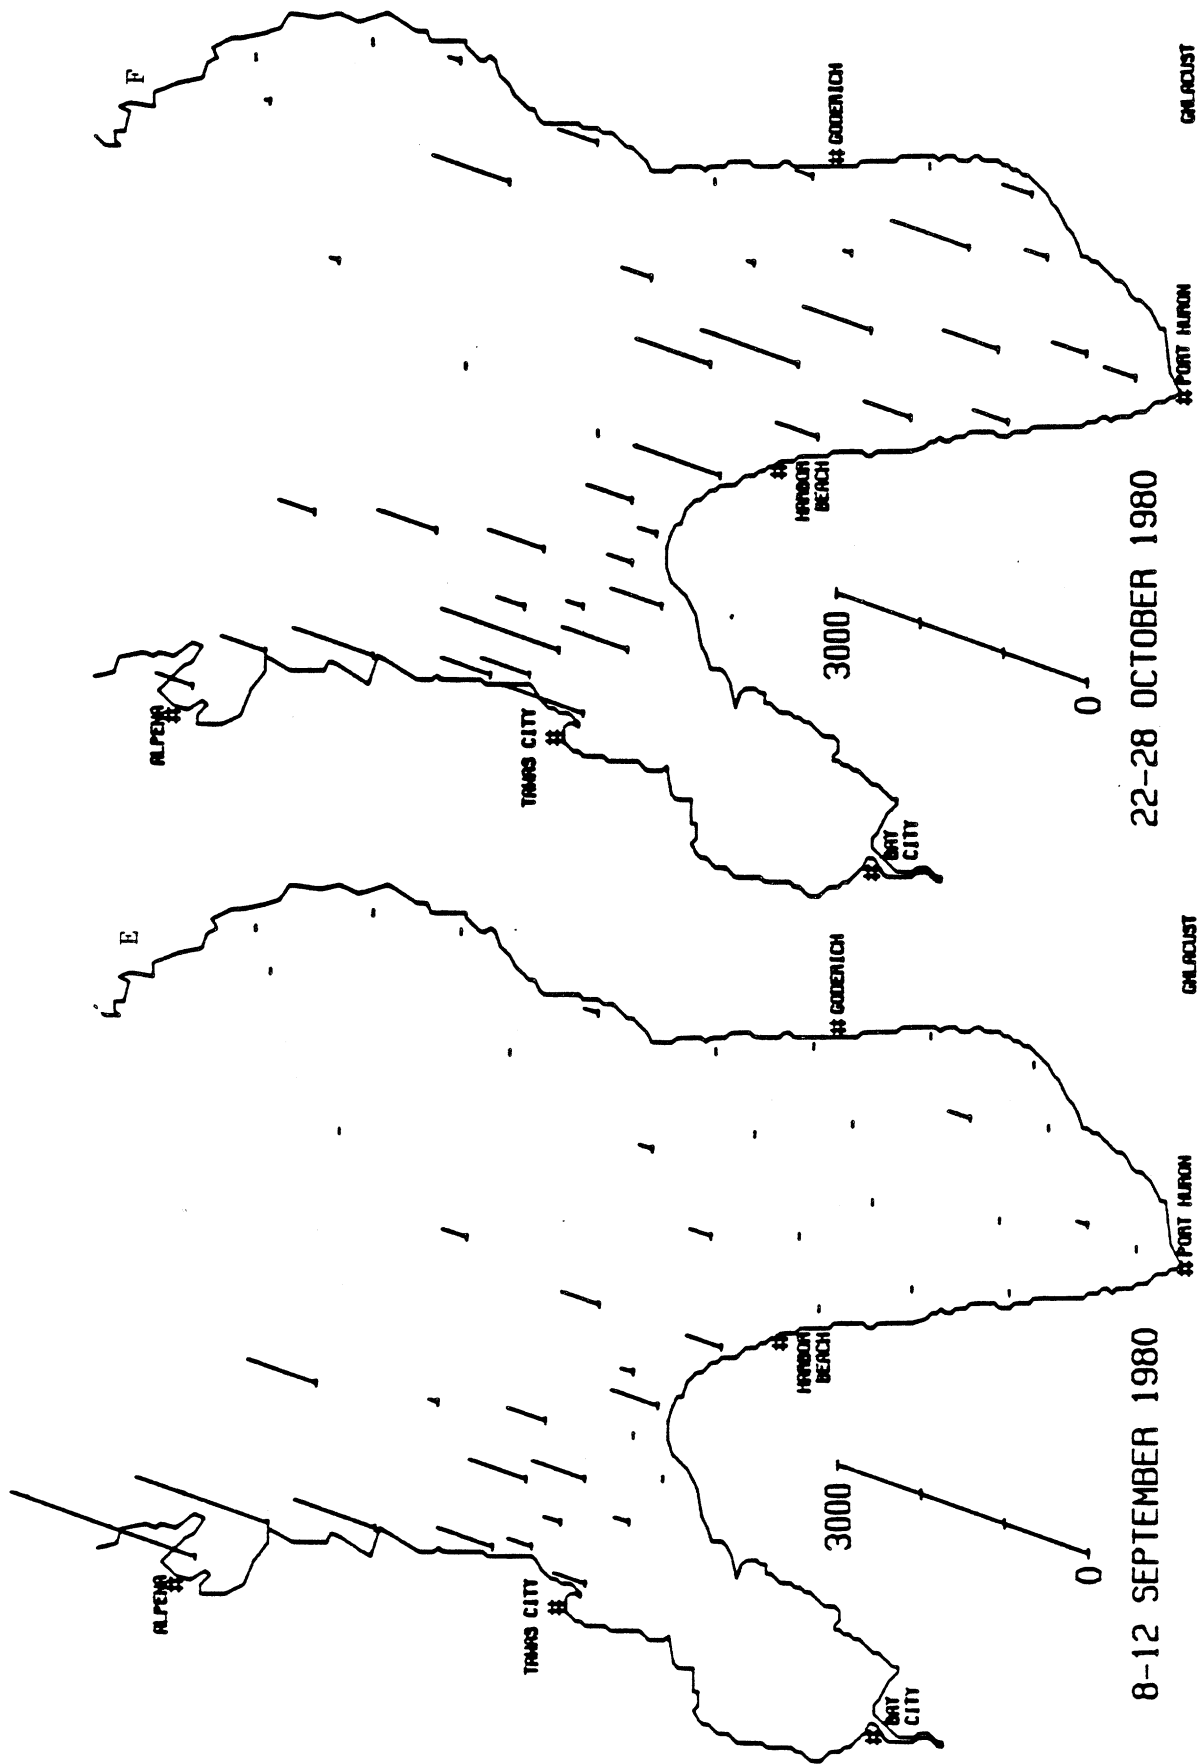 E
ALPENA
#
TAWAS CITY
#
# GODERICH
#
HARBOR
BEACH
3000
#
BAY
CITY
0
8-12 SEPTEMBER 1980
# PORT HURON
GMLACUST
F
ALPENA
#
TAWAS CITY
#
# GODERICH
#
HARBOR
BEACH
3000
#
BAY
CITY
0
22-28 OCTOBER 1980
# PORT HURON
GMLACUST